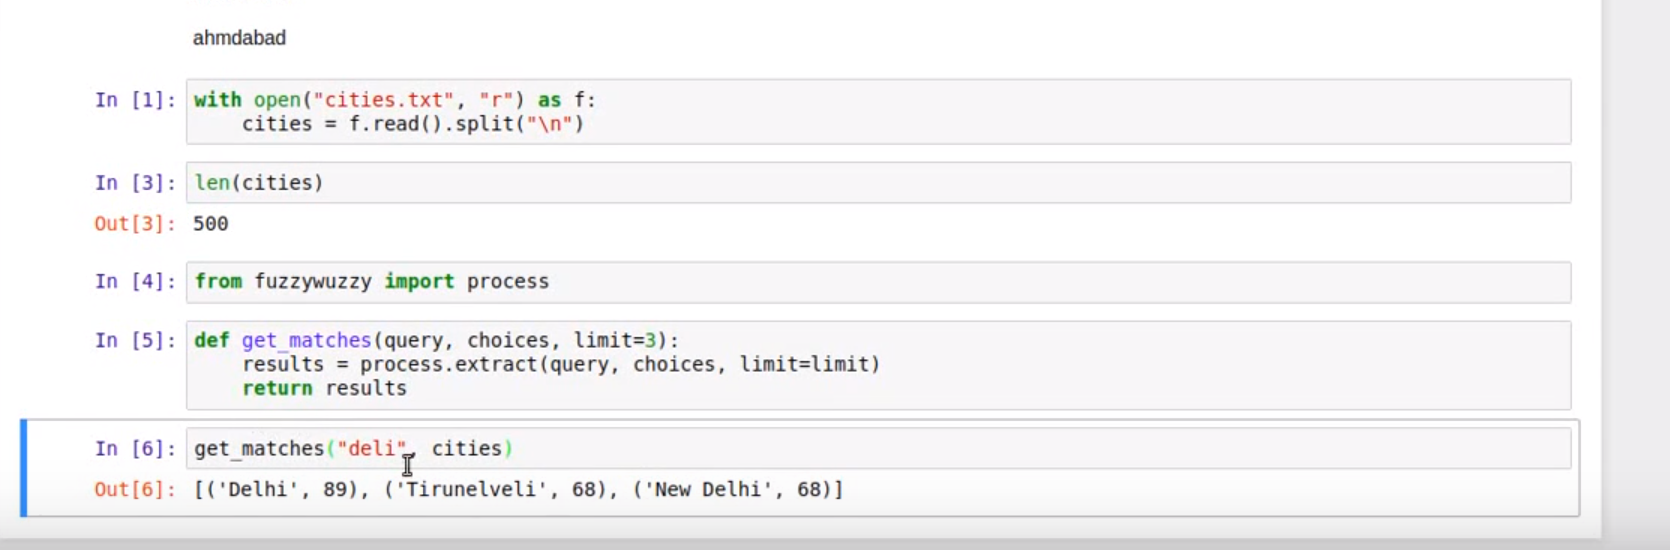 ahmdabad
In [1]: with open("cities.txt", "r") as f:
cities = f.read().split("\n")
In [3]: len(cities)
Out[3]: 500
In [4]: from fuzzywuzzy import process
In [5]: def get_matches(query, choices, limit=3):
results = process.extract(query, choices, limit=limit)
return results
In [6]: get_matches("deli", cities)
Out[6]: [('Delhi', 89), ('Tirunelveli', 68), ('New Delhi', 68)]